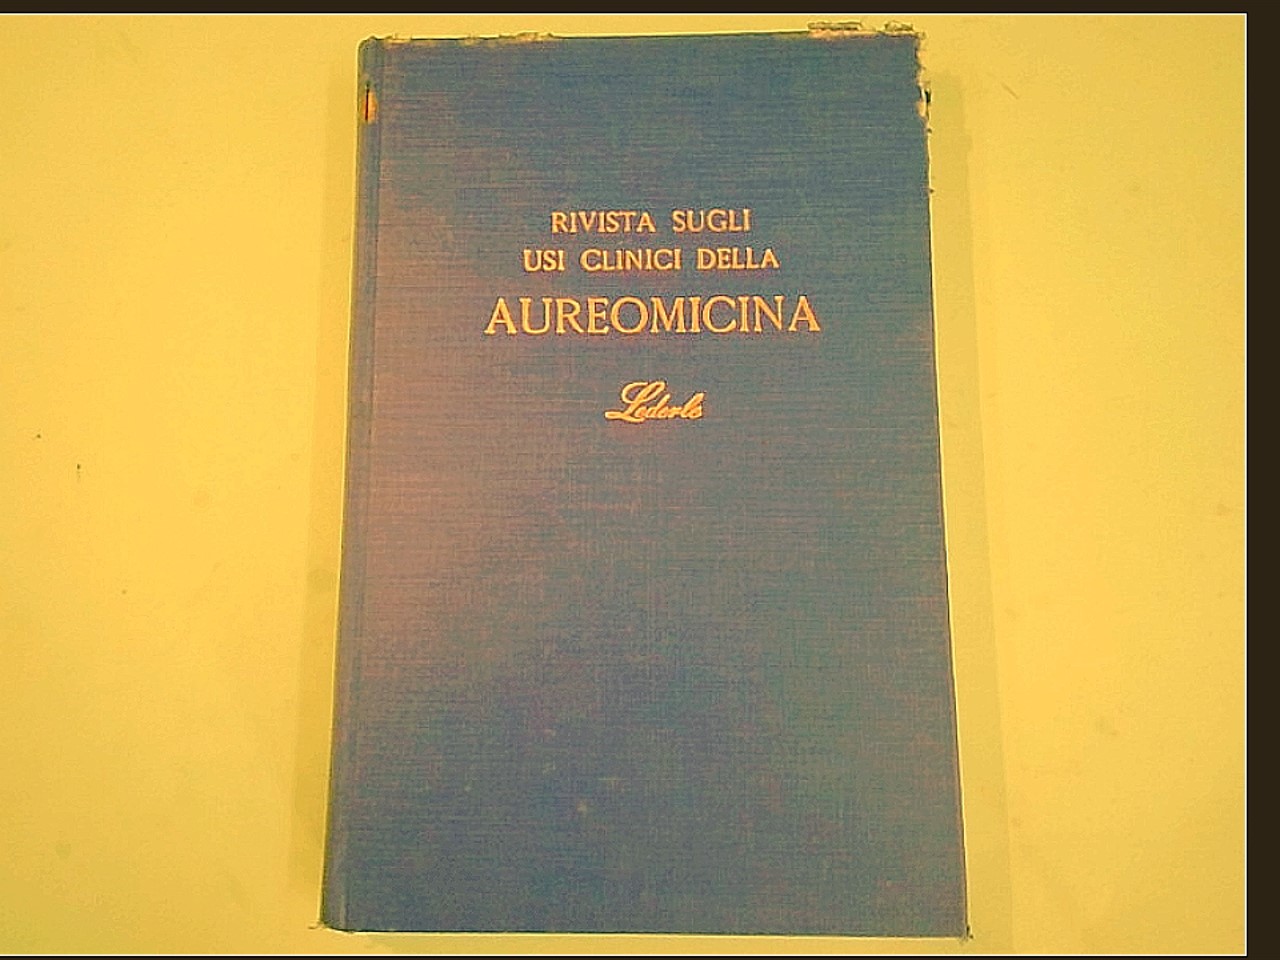 RIVISTA SUGLI
USI CLINICI DELLA
AUREOMICINA
Lederle